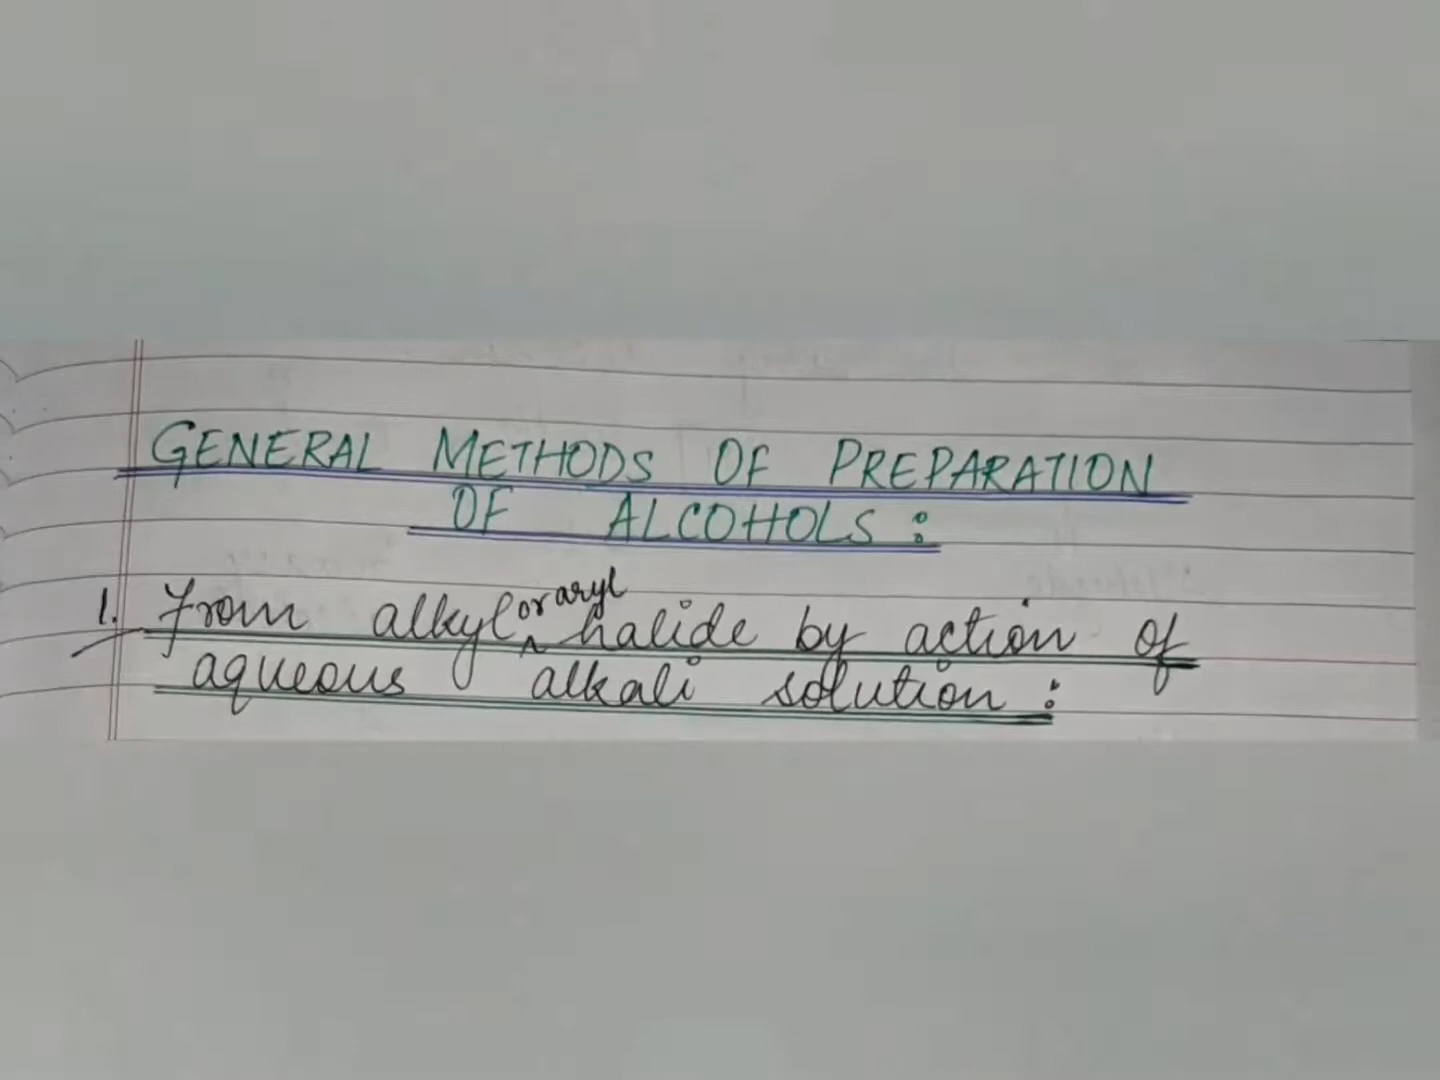 GENERAL METHODS OF PREPARATION
OF ALCOHOLS :
1. From alkyl or aryl halide by action of
aqueous alkali solution :